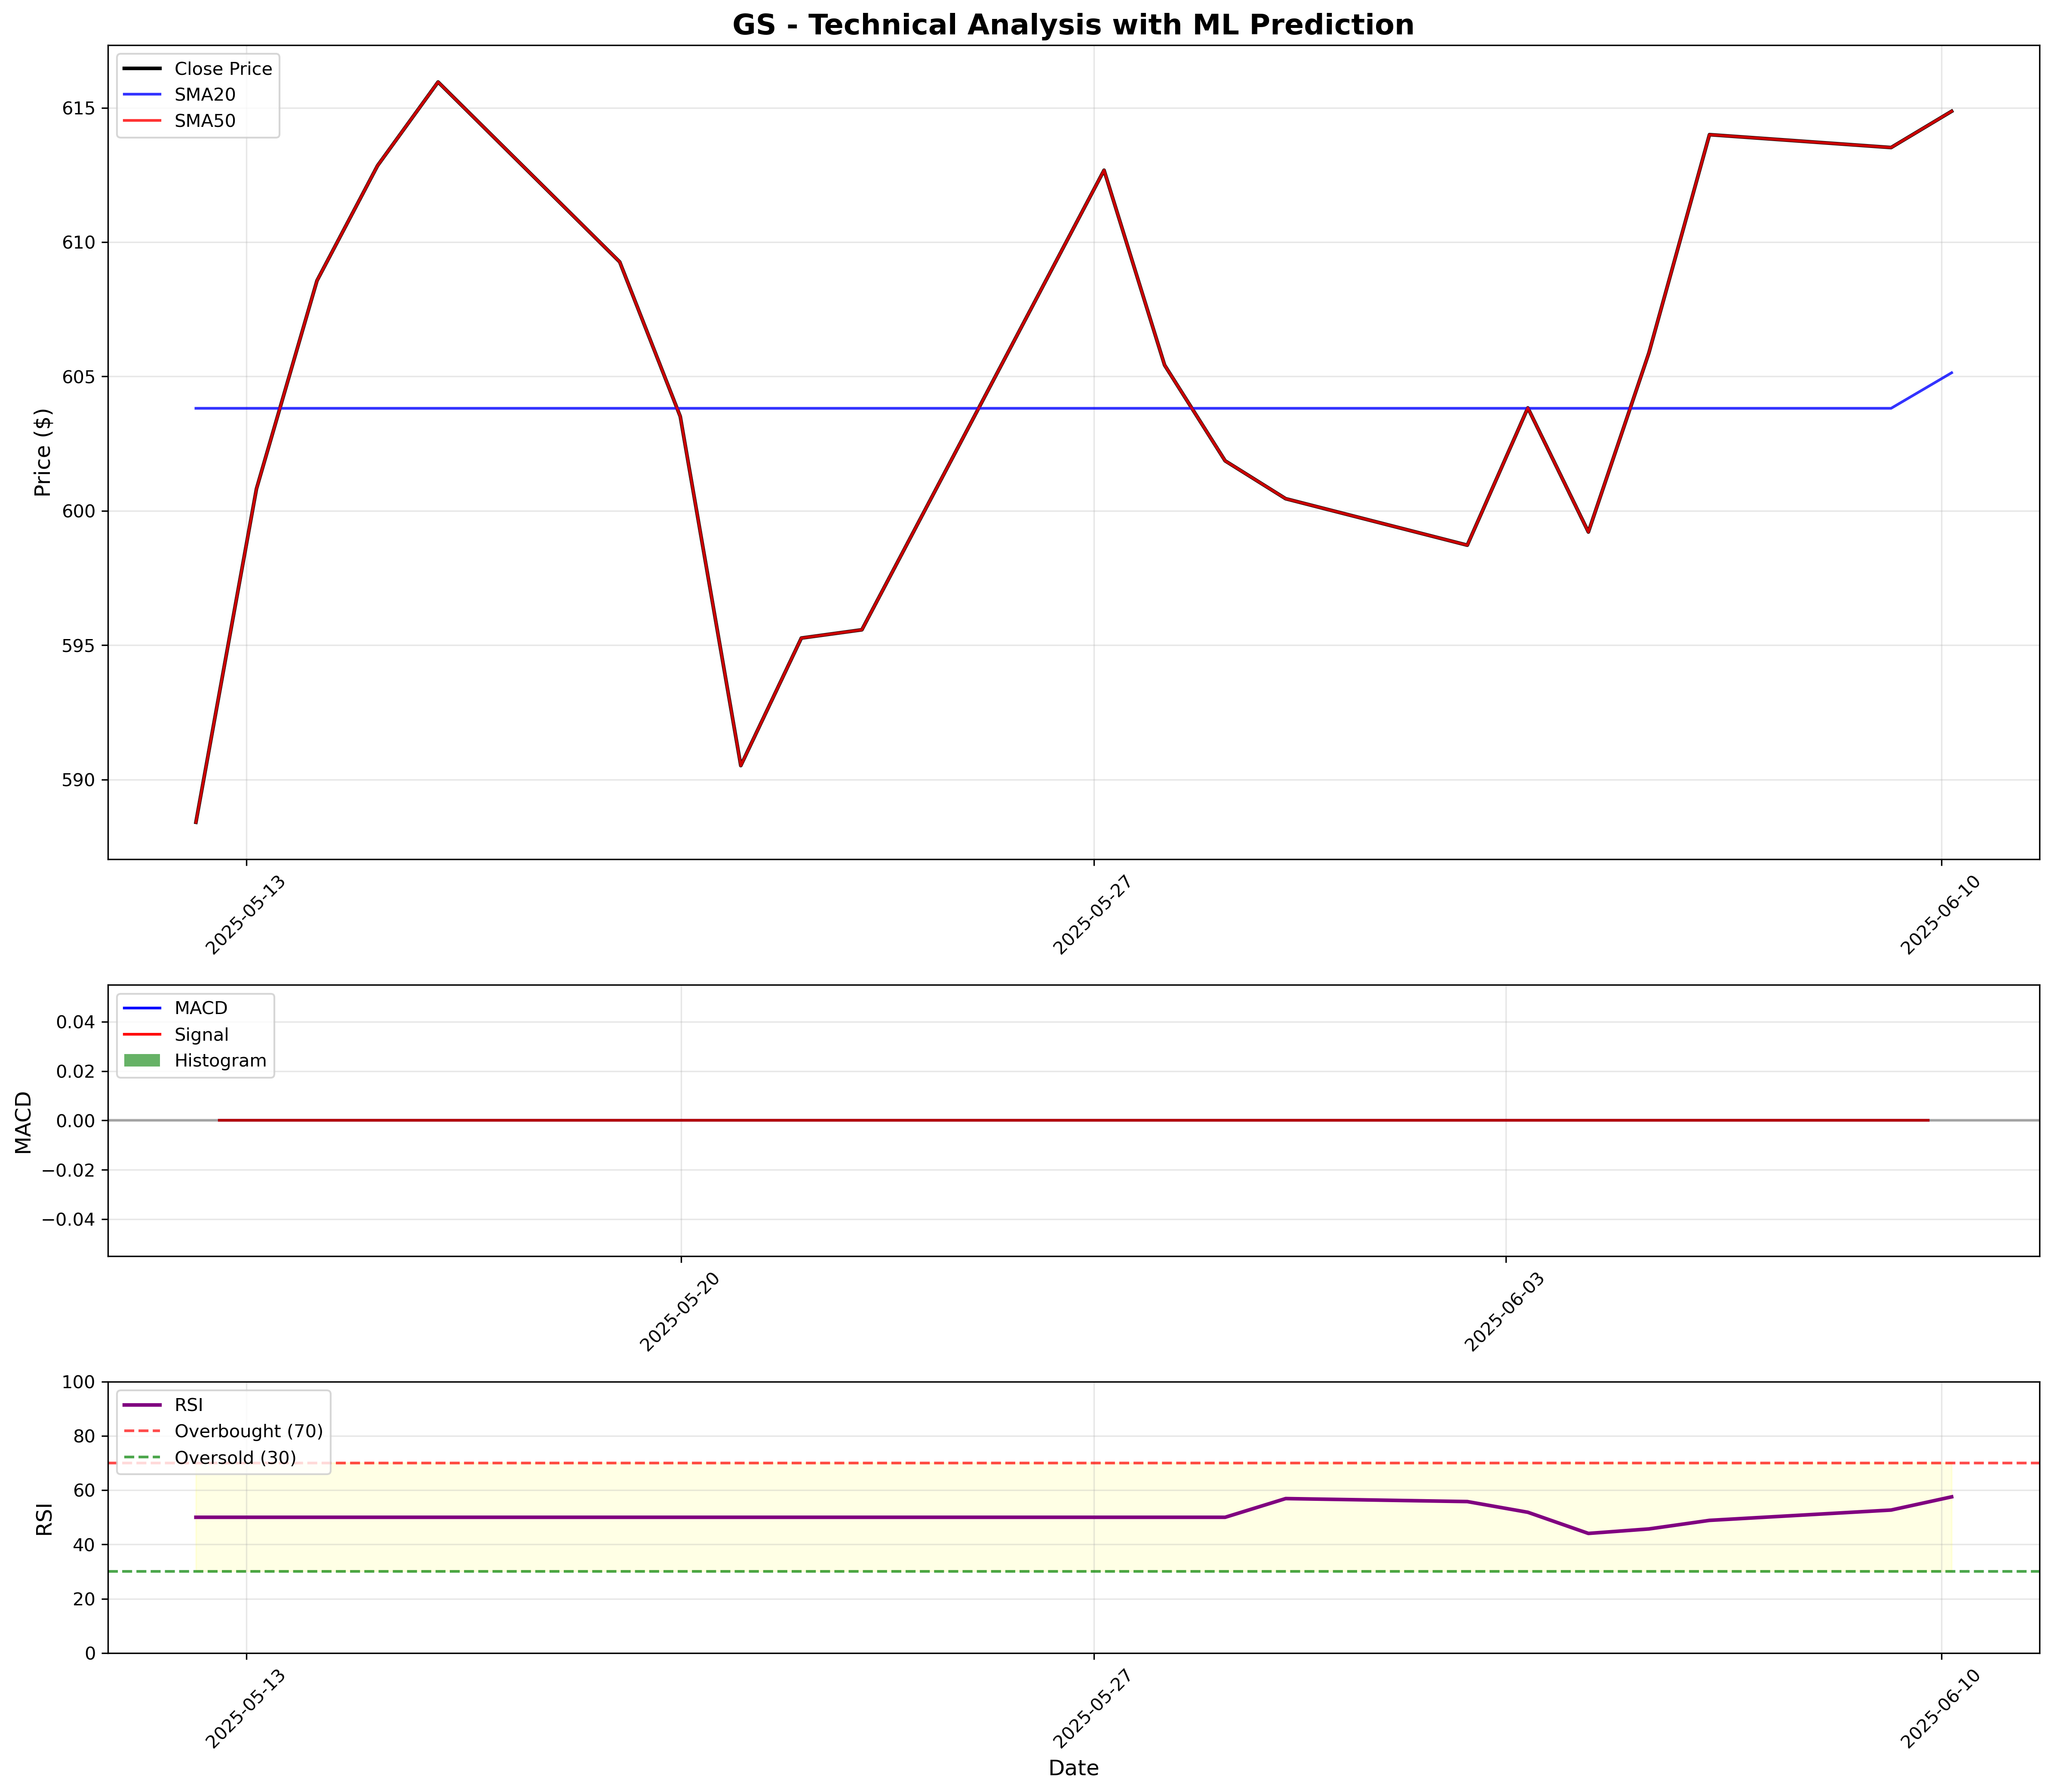 GS - Technical Analysis with ML Prediction
Close Price
SMA20
SMA50
Price ($)
615
610
605
600
595
590
2025-05-13
2025-05-27
2025-06-10
MACD
Signal
Histogram
MACD
0.04
0.02
0.00
−0.02
−0.04
2025-05-20
2025-06-03
RSI
Overbought (70)
Oversold (30)
RSI
100
80
60
40
20
0
2025-05-13
2025-05-27
2025-06-10
Date